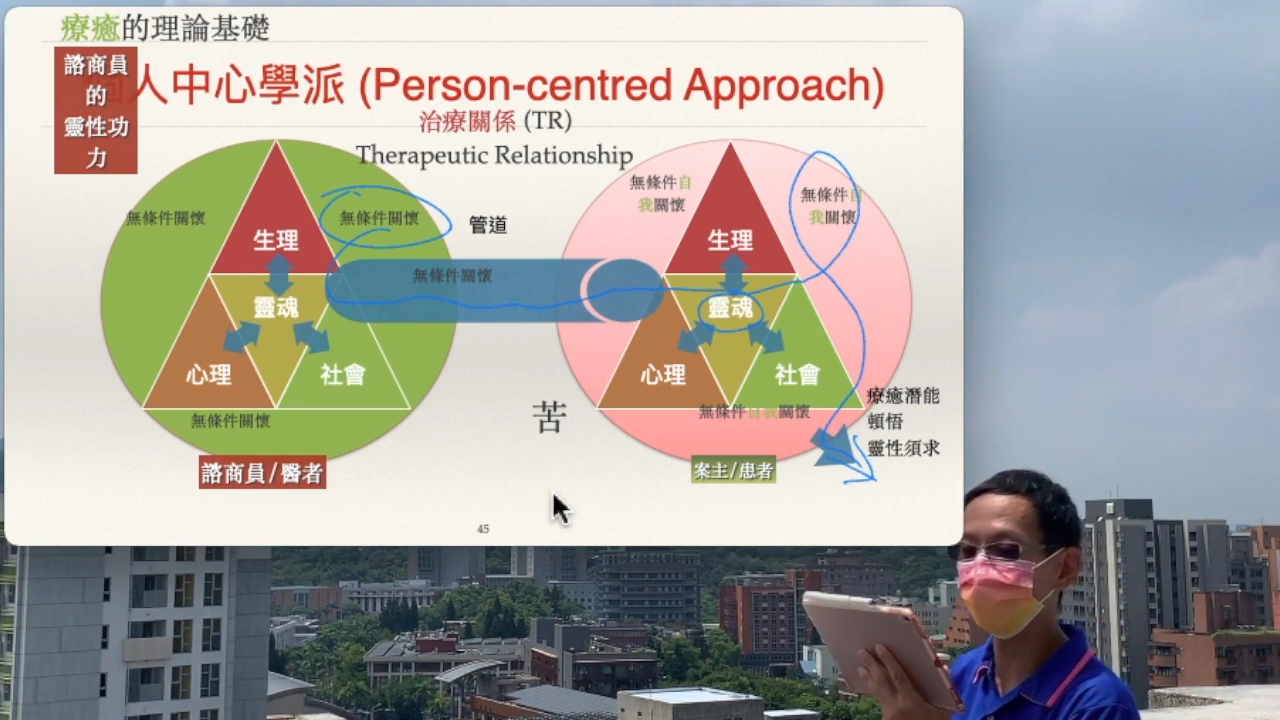 療癒的理論基礎
諮商員
的
靈性功
力
個人中心學派 (Person-centred Approach)
治療關係 (TR)
Therapeutic Relationship
無條件關懷
無條件關懷
生理
靈魂
心理
社會
無條件關懷
諮商員/醫者
管道
無條件關懷
苦
無條件自
我關懷
無條件自
我關懷
生理
靈魂
心理
社會
無條件自我關懷
案主/患者
療癒潛能
頓悟
靈性須求
45